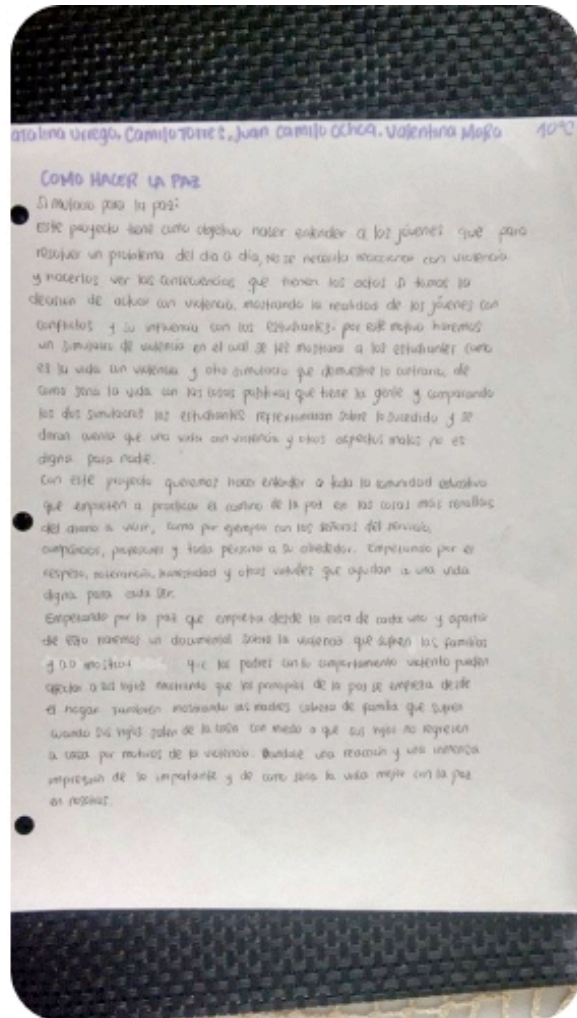 atalina Urrego, Camilo Torres, Juan Camilo Ochoa, Valentina Mora 10°C
COMO HACER LA PAZ
Simulacro para la paz:
Este proyecto tiene como objetivo hacer entender a los jóvenes que para
resolver un problema del dia a dia, no se necesita reaccionar con violencia
y hacerlos ver las consecuencias que tienen los actos si tomas la
decisión de actuar con violencia, mostrando la realidad de los jóvenes con
conflictos y su influencia con los estudiantes. por este motivo haremos
un simulacro de violencia en el cual se les mostrara a los estudiantes como
es la vida con violencia y otro simulacro que demuestre lo contrario, de
como seria la vida con las cosas positivas que tiene la gente y comparando
los dos simulacros los estudiantes reflexionaran sobre lo sucedido y se
daran cuenta que una vida con violencia y otros aspectos malos no es
digna para nadie.
Con este proyecto queremos hacer entender a toda la comunidad educativa
que empiecen a practicar el camino de la paz en las cosas más sencillas
del diario a vivir, como por ejemplo con las señoras del servicio,
compañeros, profesores y toda persona a su alrededor. Empezando por el
respeto, tolerancia, honestidad y otros valores que ayudan a una vida
digna para cada ser.
Empezando por la paz que empieza desde la casa de cada uno y apartir
de esto haremos un documental sobre la violencia que sufren las familias
que los padres con su comportamiento violento pueden
afectar a sus hijos mostrando que los principios de la paz se empieza desde
el hogar. Tambien mostrando las madres cabeza de familia que sufren
cuando sus hijos salen de la casa con miedo a que sus hijos no regresen
a casa por motivos de la violencia. Dandole una reacción y una inmensa
impresión de lo importante y de como seria la vida mejor con la paz
en nosotros.